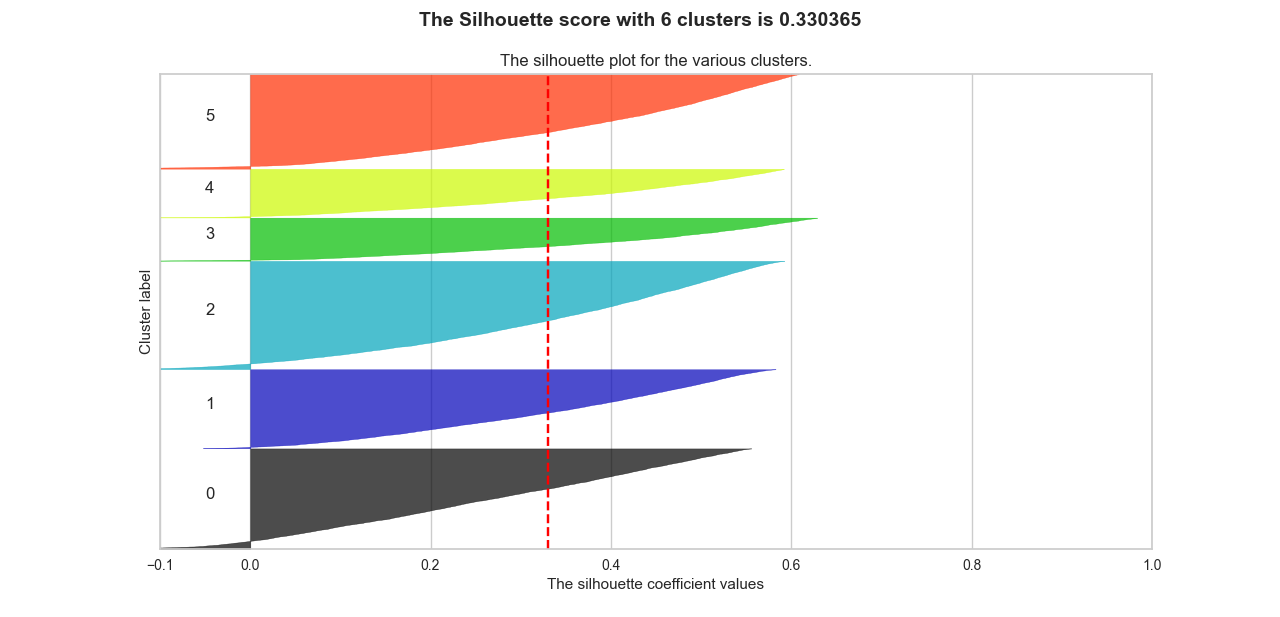 The Silhouette score with 6 clusters is 0.330365
The silhouette plot for the various clusters.
Cluster label
5
4
3
2
1
0
−0.1 0.0 0.2 0.4 0.6 0.8 1.0
The silhouette coefficient values